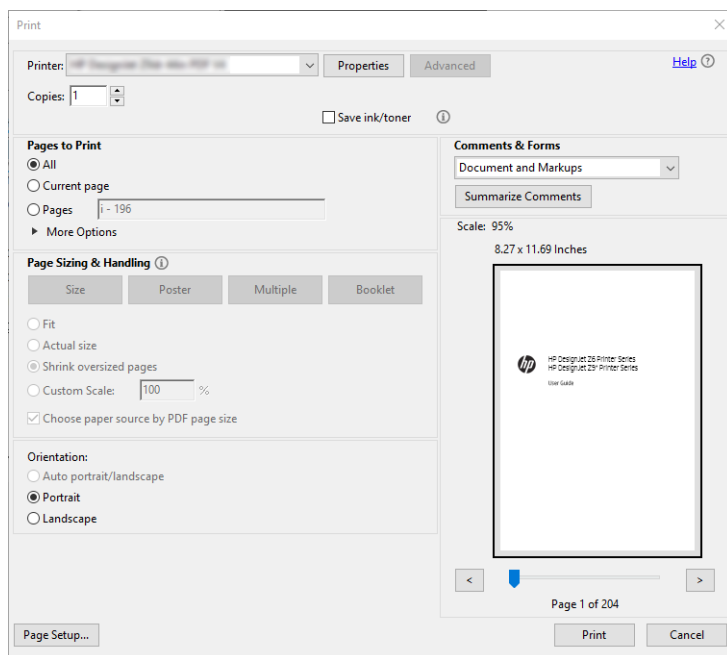 Print
Printer:
Properties
Advanced
Help
Copies: 1
Save ink/toner
Pages to Print
All
Current page
Pages i - 196
More Options
Page Sizing & Handling
Size Poster Multiple Booklet
Fit
Actual size
Shrink oversized pages
Custom Scale: 100 %
Choose paper source by PDF page size
Orientation:
Auto portrait/landscape
Portrait
Landscape
Comments & Forms
Document and Markups
Summarize Comments
Scale: 95%
8.27 x 11.69 Inches
hp
HP DesignJet Z6 Printer Series
HP DesignJet Z9⁺ Printer Series
User Guide
< >
Page 1 of 204
Page Setup...
Print Cancel